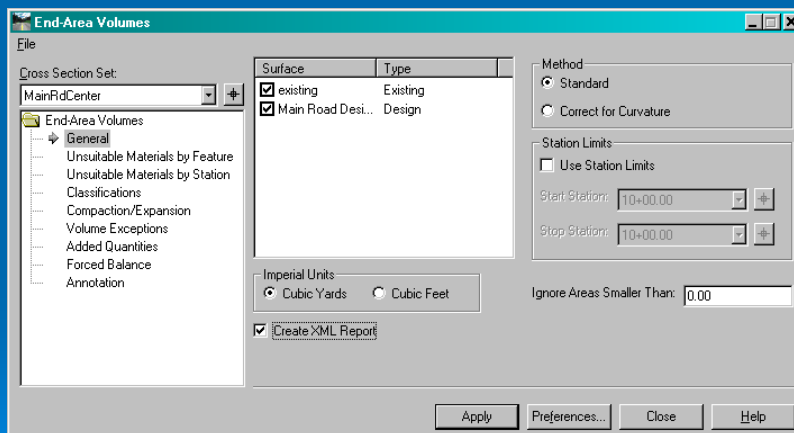 End-Area Volumes
File
Cross Section Set:
MainRdCenter
End-Area Volumes
General
Unsuitable Materials by Feature
Unsuitable Materials by Station
Classifications
Compaction/Expansion
Volume Exceptions
Added Quantities
Forced Balance
Annotation
Surface Type
existing Existing
Main Road Desi... Design
Imperial Units
Cubic Yards Cubic Feet
Create XML Report
Method
Standard
Correct for Curvature
Station Limits
Use Station Limits
Start Station: 10+00.00
Stop Station: 10+00.00
Ignore Areas Smaller Than: 0.00
Apply Preferences... Close Help